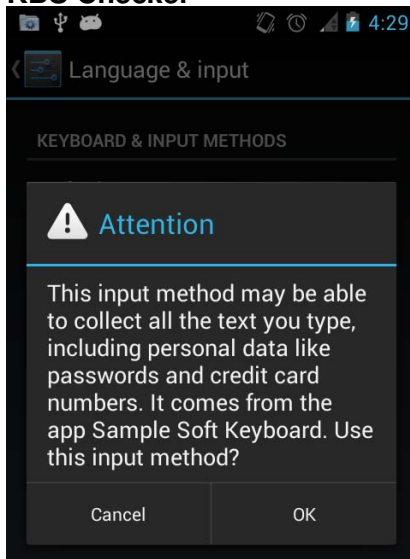 4:29
Language & input
KEYBOARD & INPUT METHODS
Attention
This input method may be able
to collect all the text you type,
including personal data like
passwords and credit card
numbers. It comes from the
app Sample Soft Keyboard. Use
this input method?
Cancel
OK